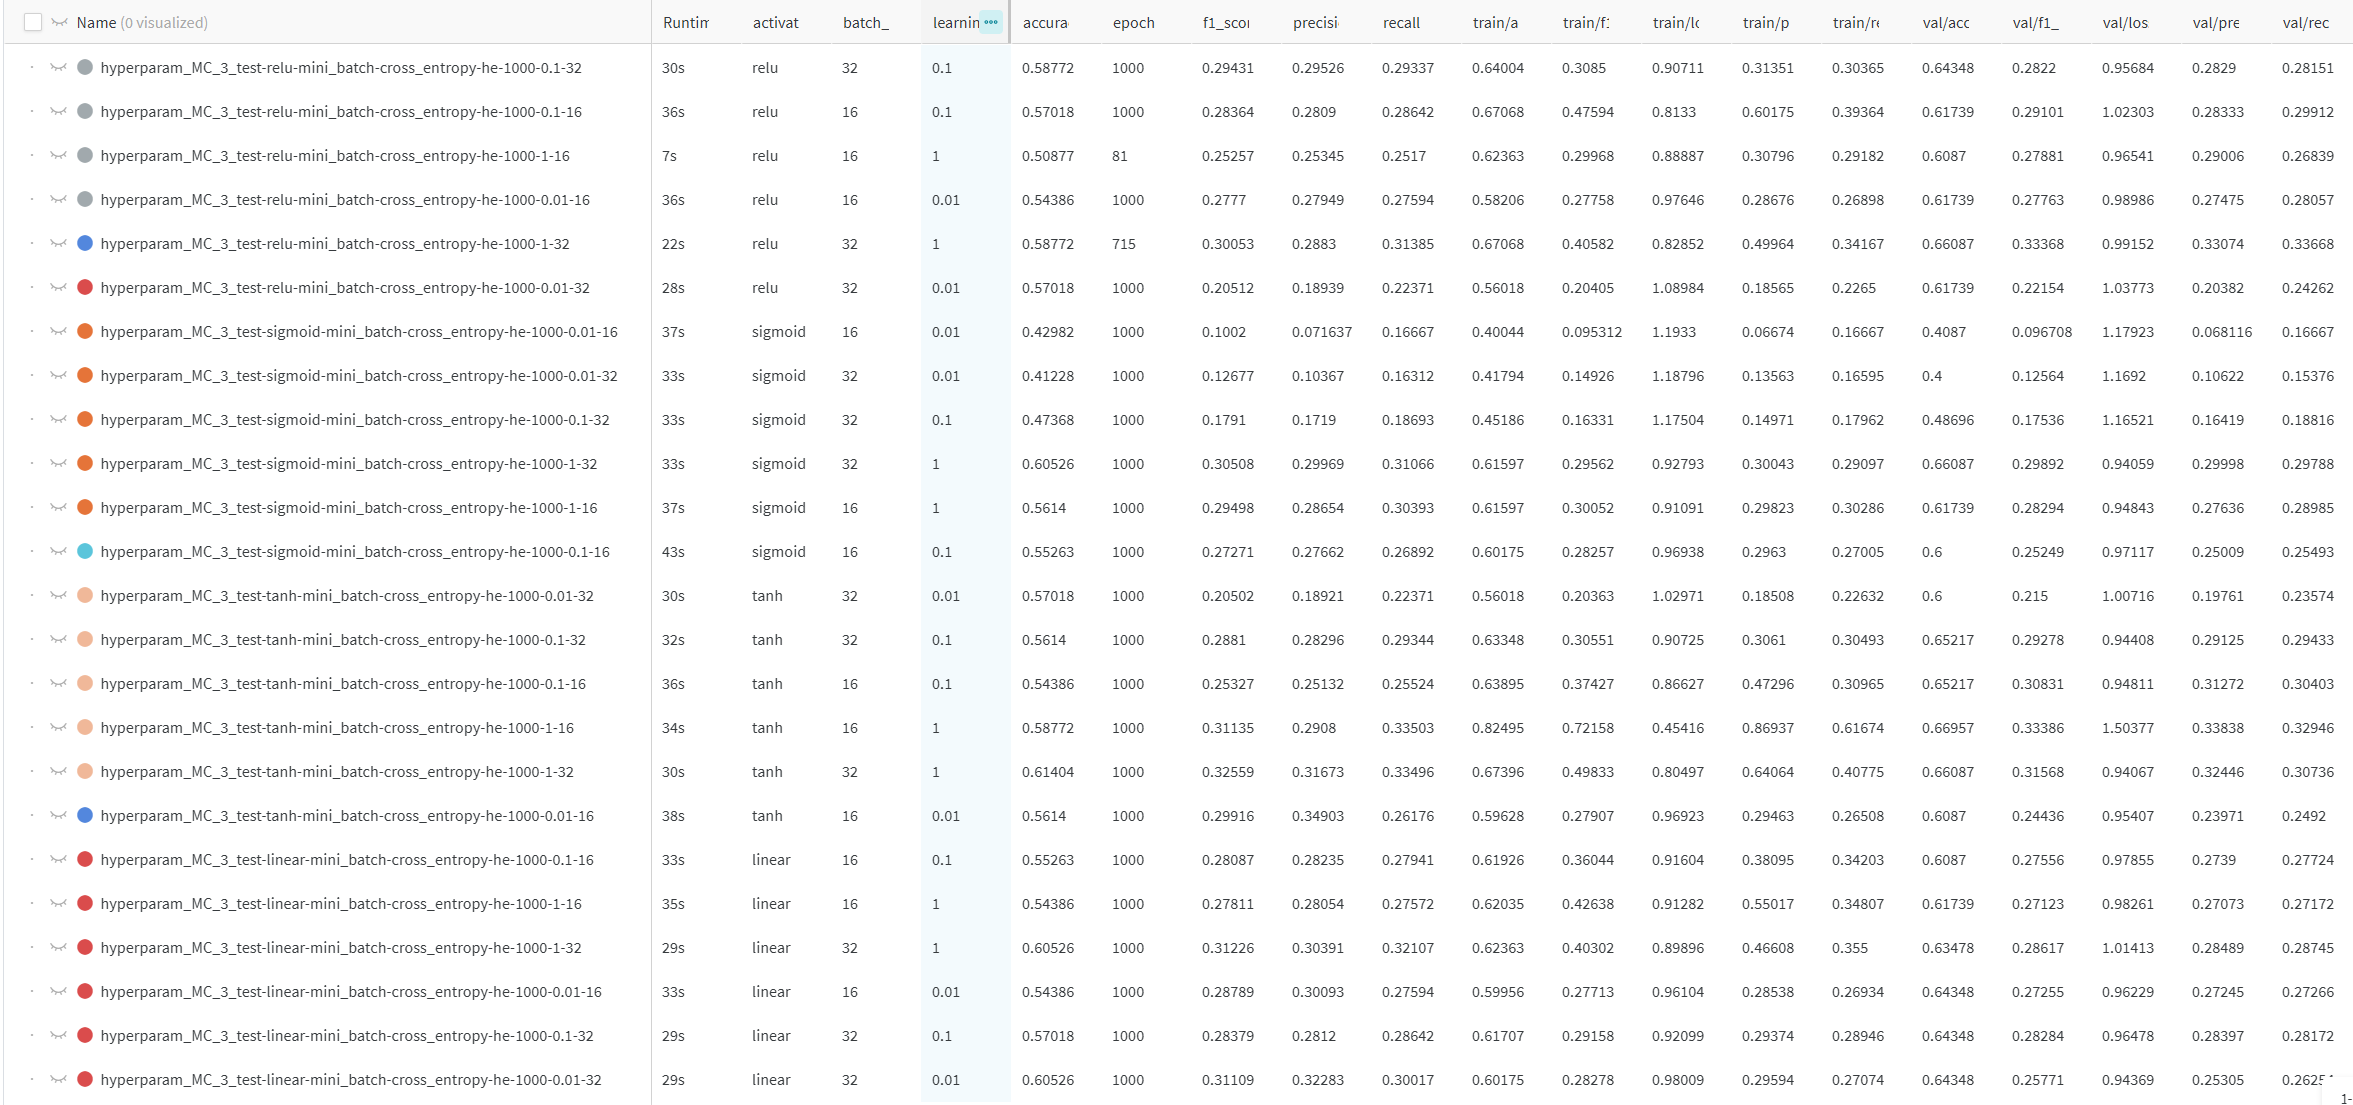 Name (0 visualized) Runtim activat batch_ learnin accura epoch f1_scor precisi recall train/a train/f: train/lc train/p train/re val/acc val/f1_ val/los val/pre val/rec
hyperparam_MC_3_test-relu-mini_batch-cross_entropy-he-1000-0.1-32 30s relu 32 0.1 0.58772 1000 0.29431 0.29526 0.29337 0.64004 0.3085 0.90711 0.31351 0.30365 0.64348 0.2822 0.95684 0.2829 0.28151
hyperparam_MC_3_test-relu-mini_batch-cross_entropy-he-1000-0.1-16 36s relu 16 0.1 0.57018 1000 0.28364 0.2809 0.28642 0.67068 0.47594 0.8133 0.60175 0.39364 0.61739 0.29101 1.02303 0.28333 0.29912
hyperparam_MC_3_test-relu-mini_batch-cross_entropy-he-1000-1-16 7s relu 16 1 0.50877 81 0.25257 0.25345 0.2517 0.62363 0.29968 0.88887 0.30796 0.29182 0.6087 0.27881 0.96541 0.29006 0.26839
hyperparam_MC_3_test-relu-mini_batch-cross_entropy-he-1000-0.01-16 36s relu 16 0.01 0.54386 1000 0.2777 0.27949 0.27594 0.58206 0.27758 0.97646 0.28676 0.26898 0.61739 0.27763 0.98986 0.27475 0.28057
hyperparam_MC_3_test-relu-mini_batch-cross_entropy-he-1000-1-32 22s relu 32 1 0.58772 715 0.30053 0.2883 0.31385 0.67068 0.40582 0.82852 0.49964 0.34167 0.66087 0.33368 0.99152 0.33074 0.33668
hyperparam_MC_3_test-relu-mini_batch-cross_entropy-he-1000-0.01-32 28s relu 32 0.01 0.57018 1000 0.20512 0.18939 0.22371 0.56018 0.20405 1.08984 0.18565 0.2265 0.61739 0.22154 1.03773 0.20382 0.24262
hyperparam_MC_3_test-sigmoid-mini_batch-cross_entropy-he-1000-0.01-16 37s sigmoid 16 0.01 0.42982 1000 0.1002 0.071637 0.16667 0.40044 0.095312 1.1933 0.06674 0.16667 0.4087 0.096708 1.17923 0.068116 0.16667
hyperparam_MC_3_test-sigmoid-mini_batch-cross_entropy-he-1000-0.01-32 33s sigmoid 32 0.01 0.41228 1000 0.12677 0.10367 0.16312 0.41794 0.14926 1.18796 0.13563 0.16595 0.4 0.12564 1.1692 0.10622 0.15376
hyperparam_MC_3_test-sigmoid-mini_batch-cross_entropy-he-1000-0.1-32 33s sigmoid 32 0.1 0.47368 1000 0.1791 0.1719 0.18693 0.45186 0.16331 1.17504 0.14971 0.17962 0.48696 0.17536 1.16521 0.16419 0.18816
hyperparam_MC_3_test-sigmoid-mini_batch-cross_entropy-he-1000-1-32 33s sigmoid 32 1 0.60526 1000 0.30508 0.29969 0.31066 0.61597 0.29562 0.92793 0.30043 0.29097 0.66087 0.29892 0.94059 0.29998 0.29788
hyperparam_MC_3_test-sigmoid-mini_batch-cross_entropy-he-1000-1-16 37s sigmoid 16 1 0.5614 1000 0.29498 0.28654 0.30393 0.61597 0.30052 0.91091 0.29823 0.30286 0.61739 0.28294 0.94843 0.27636 0.28985
hyperparam_MC_3_test-sigmoid-mini_batch-cross_entropy-he-1000-0.1-16 43s sigmoid 16 0.1 0.55263 1000 0.27271 0.27662 0.26892 0.60175 0.28257 0.96938 0.2963 0.27005 0.6 0.25249 0.97117 0.25009 0.25493
hyperparam_MC_3_test-tanh-mini_batch-cross_entropy-he-1000-0.01-32 30s tanh 32 0.01 0.57018 1000 0.20502 0.18921 0.22371 0.56018 0.20363 1.02971 0.18508 0.22632 0.6 0.215 1.00716 0.19761 0.23574
hyperparam_MC_3_test-tanh-mini_batch-cross_entropy-he-1000-0.1-32 32s tanh 32 0.1 0.5614 1000 0.2881 0.28296 0.29344 0.63348 0.30551 0.90725 0.3061 0.30493 0.65217 0.29278 0.94408 0.29125 0.29433
hyperparam_MC_3_test-tanh-mini_batch-cross_entropy-he-1000-0.1-16 36s tanh 16 0.1 0.54386 1000 0.25327 0.25132 0.25524 0.63895 0.37427 0.86627 0.47296 0.30965 0.65217 0.30831 0.94811 0.31272 0.30403
hyperparam_MC_3_test-tanh-mini_batch-cross_entropy-he-1000-1-16 34s tanh 16 1 0.58772 1000 0.31135 0.2908 0.33503 0.82495 0.72158 0.45416 0.86937 0.61674 0.66957 0.33386 1.50377 0.33838 0.32946
hyperparam_MC_3_test-tanh-mini_batch-cross_entropy-he-1000-1-32 30s tanh 32 1 0.61404 1000 0.32559 0.31673 0.33496 0.67396 0.49833 0.80497 0.64064 0.40775 0.66087 0.31568 0.94067 0.32446 0.30736
hyperparam_MC_3_test-tanh-mini_batch-cross_entropy-he-1000-0.01-16 38s tanh 16 0.01 0.5614 1000 0.29916 0.34903 0.26176 0.59628 0.27907 0.96923 0.29463 0.26508 0.6087 0.24436 0.95407 0.23971 0.2492
hyperparam_MC_3_test-linear-mini_batch-cross_entropy-he-1000-0.1-16 33s linear 16 0.1 0.55263 1000 0.28087 0.28235 0.27941 0.61926 0.36044 0.91604 0.38095 0.34203 0.6087 0.27556 0.97855 0.2739 0.27724
hyperparam_MC_3_test-linear-mini_batch-cross_entropy-he-1000-1-16 35s linear 16 1 0.54386 1000 0.27811 0.28054 0.27572 0.62035 0.42638 0.91282 0.55017 0.34807 0.61739 0.27123 0.98261 0.27073 0.27172
hyperparam_MC_3_test-linear-mini_batch-cross_entropy-he-1000-1-32 29s linear 32 1 0.60526 1000 0.31226 0.30391 0.32107 0.62363 0.40302 0.89896 0.46608 0.355 0.63478 0.28617 1.01413 0.28489 0.28745
hyperparam_MC_3_test-linear-mini_batch-cross_entropy-he-1000-0.01-16 33s linear 16 0.01 0.54386 1000 0.28789 0.30093 0.27594 0.59956 0.27713 0.96104 0.28538 0.26934 0.64348 0.27255 0.96229 0.27245 0.27266
hyperparam_MC_3_test-linear-mini_batch-cross_entropy-he-1000-0.1-32 29s linear 32 0.1 0.57018 1000 0.28379 0.2812 0.28642 0.61707 0.29158 0.92099 0.29374 0.28946 0.64348 0.28284 0.96478 0.28397 0.28172
hyperparam_MC_3_test-linear-mini_batch-cross_entropy-he-1000-0.01-32 29s linear 32 0.01 0.60526 1000 0.31109 0.32283 0.30017 0.60175 0.28278 0.98009 0.29594 0.27074 0.64348 0.25771 0.94369 0.25305
1-